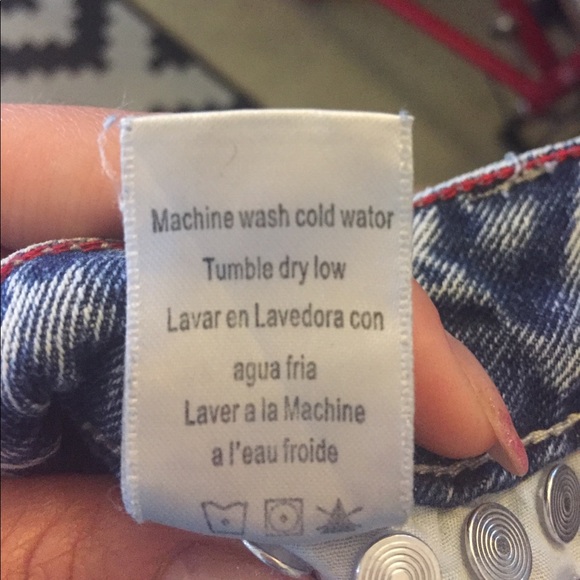 Machine wash cold wator
Tumble dry low
Lavar en Lavedora con
agua fria
Laver a la Machine
a l'eau froide